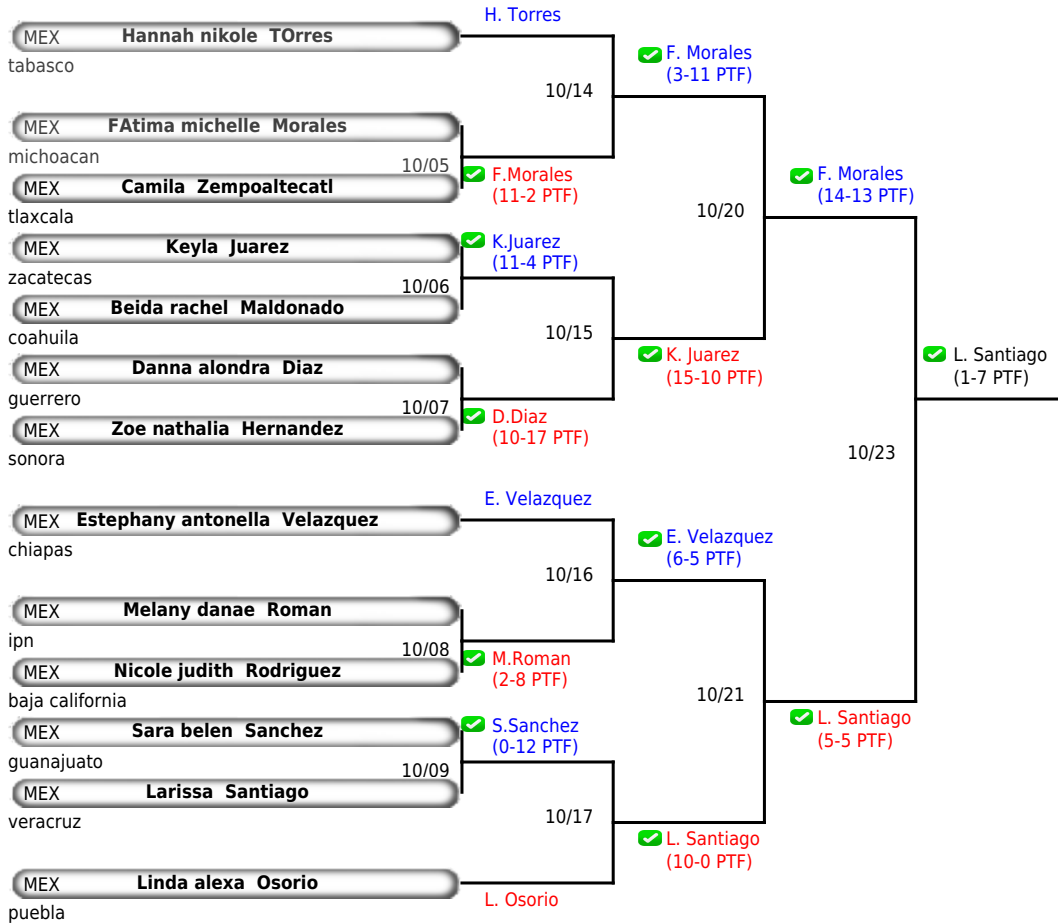 H. Torres
MEX Hannah nikole TOrres
tabasco
F. Morales
(3-11 PTF)
10/14
MEX FAtima michelle Morales
michoacan
10/05
F.Morales
(11-2 PTF)
MEX Camila Zempoaltecatl
tlaxcala
F. Morales
(14-13 PTF)
10/20
MEX Keyla Juarez
zacatecas
K.Juarez
(11-4 PTF)
10/06
MEX Beida rachel Maldonado
coahuila
10/15
K. Juarez
(15-10 PTF)
MEX Danna alondra Diaz
guerrero
10/07
D.Diaz
(10-17 PTF)
MEX Zoe nathalia Hernandez
sonora
L. Santiago
(1-7 PTF)
10/23
E. Velazquez
MEX Estephany antonella Velazquez
chiapas
E. Velazquez
(6-5 PTF)
10/16
MEX Melany danae Roman
ipn
10/08
M.Roman
(2-8 PTF)
MEX Nicole judith Rodriguez
baja california
10/21
L. Santiago
(5-5 PTF)
MEX Sara belen Sanchez
guanajuato
S.Sanchez
(0-12 PTF)
10/09
MEX Larissa Santiago
veracruz
10/17
L. Santiago
(10-0 PTF)
MEX Linda alexa Osorio
puebla
L. Osorio